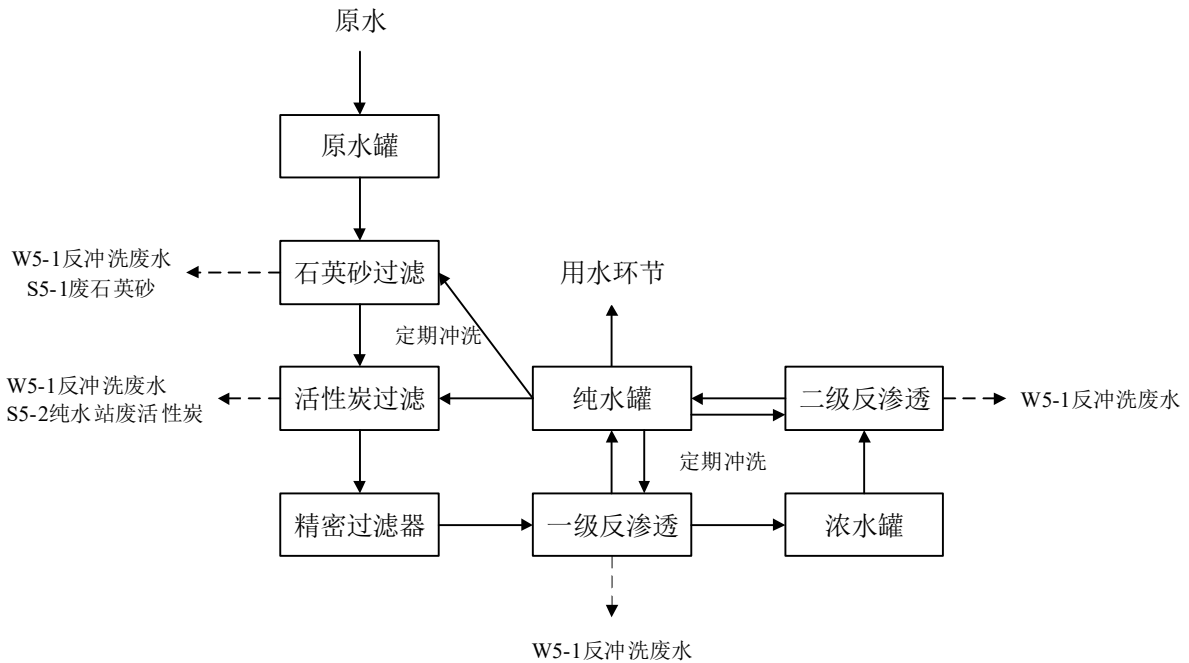 原水
原水罐
W5-1反冲洗废水
S5-1废石英砂
石英砂过滤
用水环节
定期冲洗
W5-1反冲洗废水
S5-2纯水站废活性炭
活性炭过滤
纯水罐
二级反渗透
W5-1反冲洗废水
定期冲洗
精密过滤器
一级反渗透
浓水罐
W5-1反冲洗废水